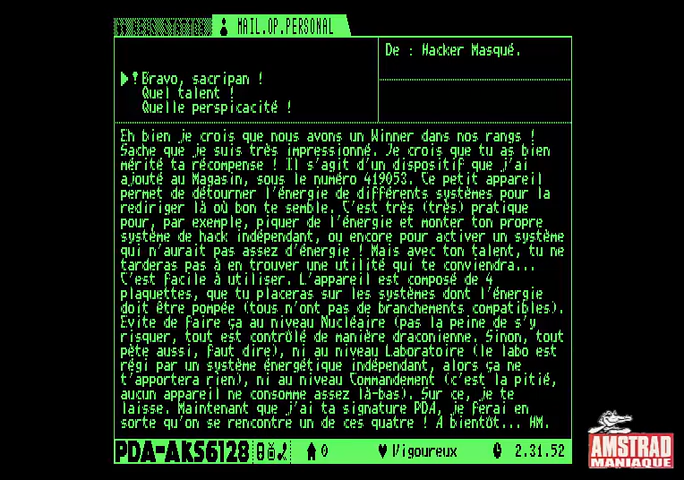 MAIL.OP.PERSONAL
De : Hacker Masqué.
Bravo, sacripan !
Quel talent !
Quelle perspicacité !
Eh bien je crois que nous avons un Winner dans nos rangs !
Sache que je suis très impressionné. Je crois que tu as bien
mérité ta récompense ! Il s'agit d'un dispositif que j'ai
ajouté au Magasin, sous le numéro 419053. Ce petit appareil
permet de détourner l'énergie de différents systèmes pour la
rediriger là où bon te semble. C'est très (très) pratique
pour, par exemple, piquer de l'énergie et monter ton propre
système de hack indépendant, ou encore pour activer un système
qui n'aurait pas assez d'énergie ! Mais avec ton talent, tu ne
tarderas pas à en trouver une utilité qui te conviendra...
C'est facile à utiliser. L'appareil est composé de 4
plaquettes, que tu placeras sur les systèmes dont l'énergie
doit être pompée (tous n'ont pas de branchements compatibles).
Evite de faire ça au niveau Nucléaire (pas la peine de s'y
risquer, tout est contrôlé de manière draconienne. Sinon, tout
pète aussi, faut dire), ni au niveau Laboratoire (le labo est
régi par un système énergétique indépendant, alors ça ne
t'apportera rien), ni au niveau Commandement (c'est la pitié,
aucun appareil ne consomme assez là-bas). Sur ce, je te
laisse. Maintenant que j'ai ta signature PDA, je ferai en
sorte qu'on se rencontre un de ces quatre ! A bientôt... HM.
PDA-AKS6128 0 Vigoureux 2.31.52
AMSTRAD
MANIAQUE